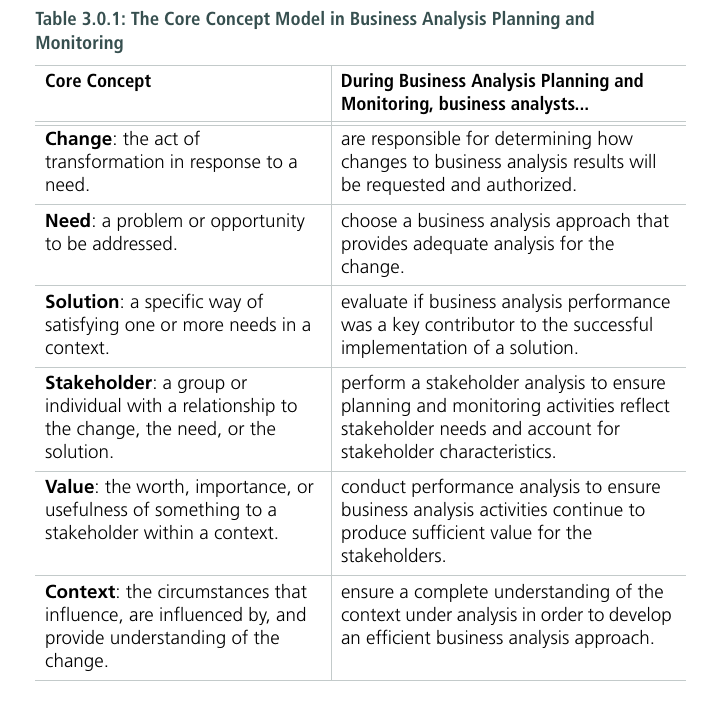 Table 3.0.1: The Core Concept Model in Business Analysis Planning and
Monitoring
Core Concept
During Business Analysis Planning and
Monitoring, business analysts...
Change: the act of
transformation in response to a
need.
are responsible for determining how
changes to business analysis results will
be requested and authorized.
Need: a problem or opportunity
to be addressed.
choose a business analysis approach that
provides adequate analysis for the
change.
Solution: a specific way of
satisfying one or more needs in a
context.
evaluate if business analysis performance
was a key contributor to the successful
implementation of a solution.
Stakeholder: a group or
individual with a relationship to
the change, the need, or the
solution.
perform a stakeholder analysis to ensure
planning and monitoring activities reflect
stakeholder needs and account for
stakeholder characteristics.
Value: the worth, importance, or
usefulness of something to a
stakeholder within a context.
conduct performance analysis to ensure
business analysis activities continue to
produce sufficient value for the
stakeholders.
Context: the circumstances that
influence, are influenced by, and
provide understanding of the
change.
ensure a complete understanding of the
context under analysis in order to develop
an efficient business analysis approach.